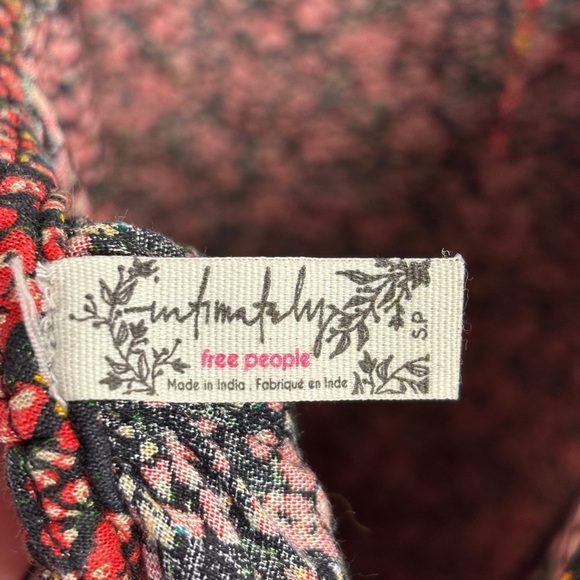 intimately
free people
Made in India . Fabriqué en Inde
S.P